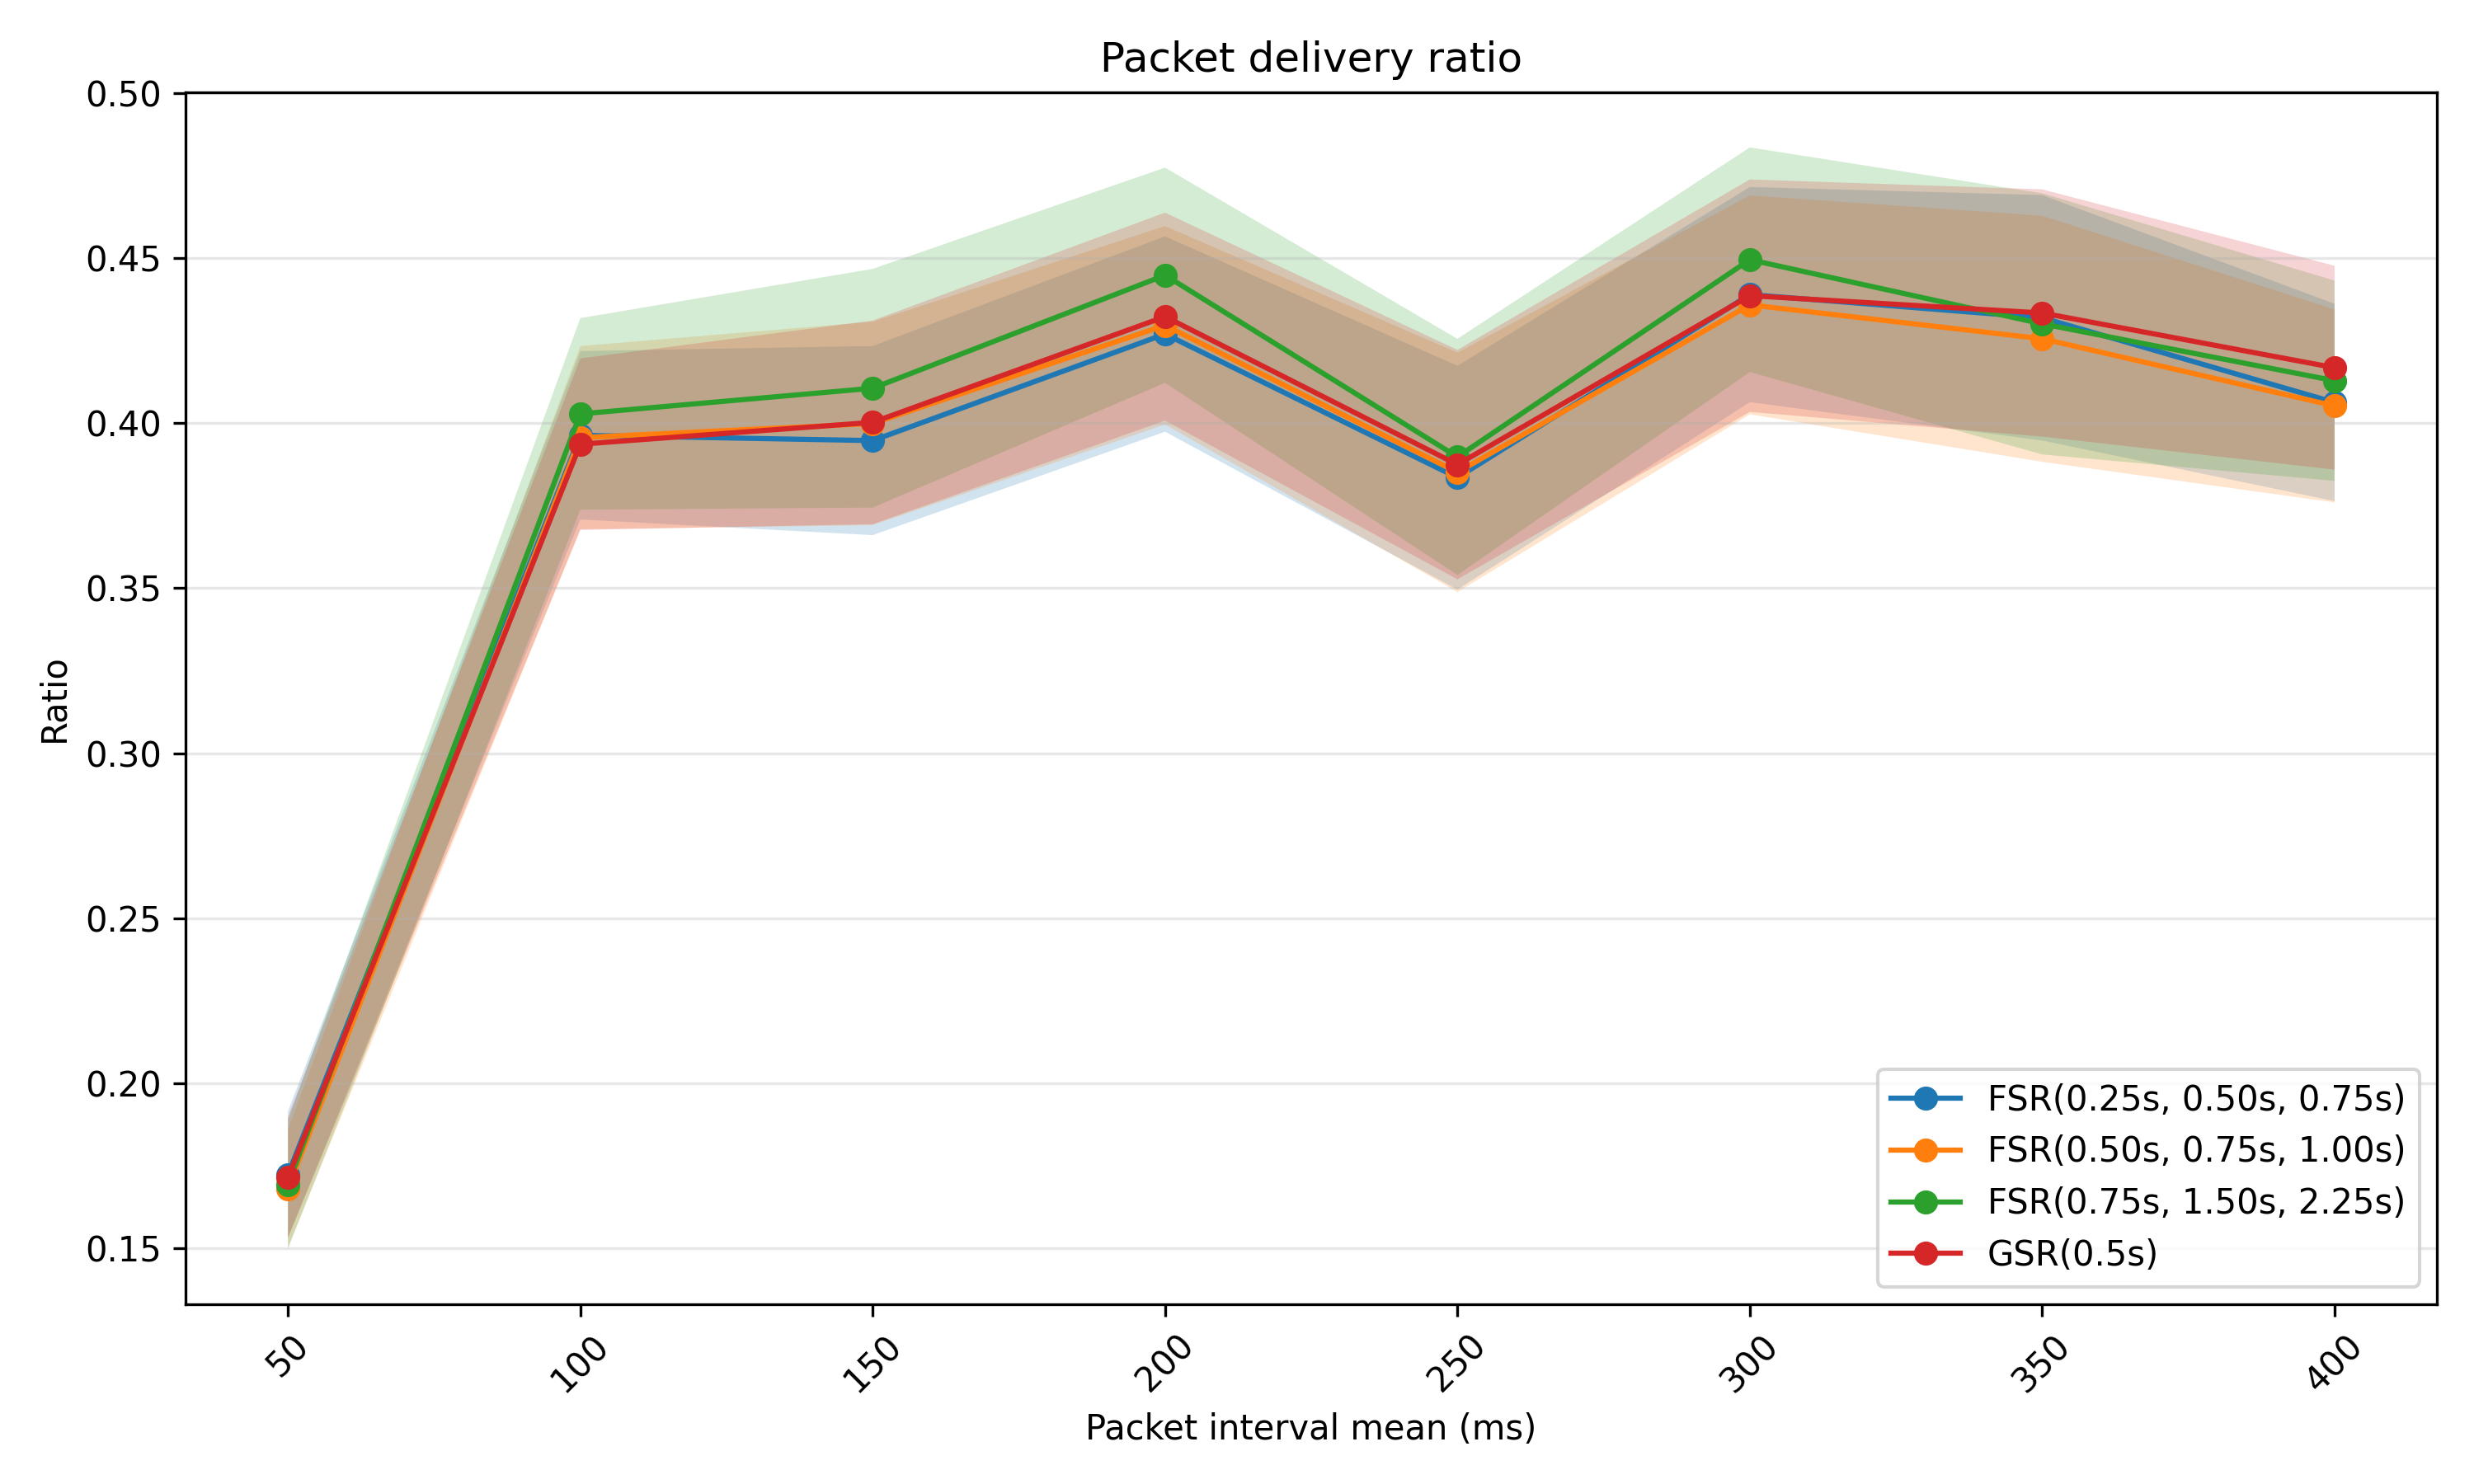 Packet delivery ratio
0.50
0.45
0.40
0.35
0.30
0.25
0.20
0.15
Ratio
50
100
150
200
250
300
350
400
Packet interval mean (ms)
FSR(0.25s, 0.50s, 0.75s)
FSR(0.50s, 0.75s, 1.00s)
FSR(0.75s, 1.50s, 2.25s)
GSR(0.5s)